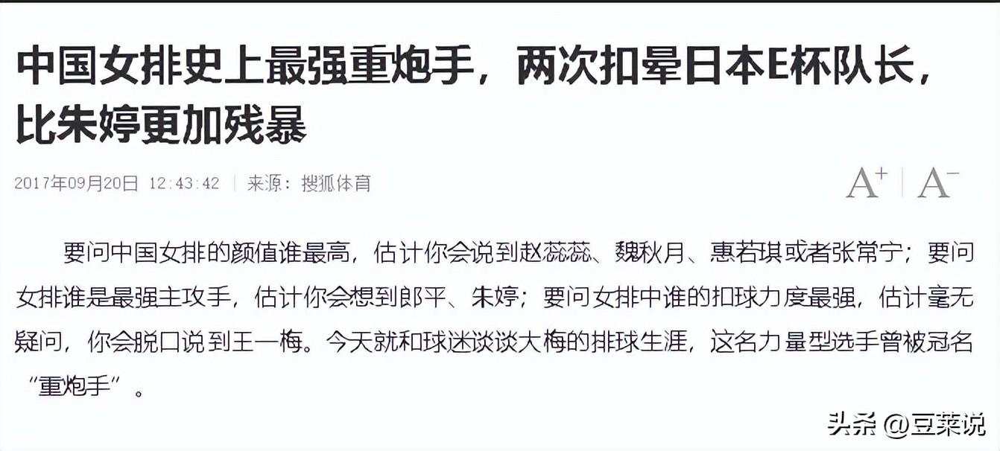 中国女排史上最强重炮手，两次扣晕日本E杯队长，
比朱婷更加残暴
2017年09月20日 12:43:42 | 来源：搜狐体育
A+ | A-
要问中国女排的颜值谁最高，估计你会说到赵蕊蕊、魏秋月、惠若琪或者张常宁；要问
女排谁是最强主攻手，估计你会想到郎平、朱婷；要问女排中谁的扣球力度最强，估计毫无
疑问，你会脱口说到王一梅。今天就和球迷谈谈大梅的排球生涯，这名力量型选手曾被冠名
“重炮手”。
头条 @豆莱说